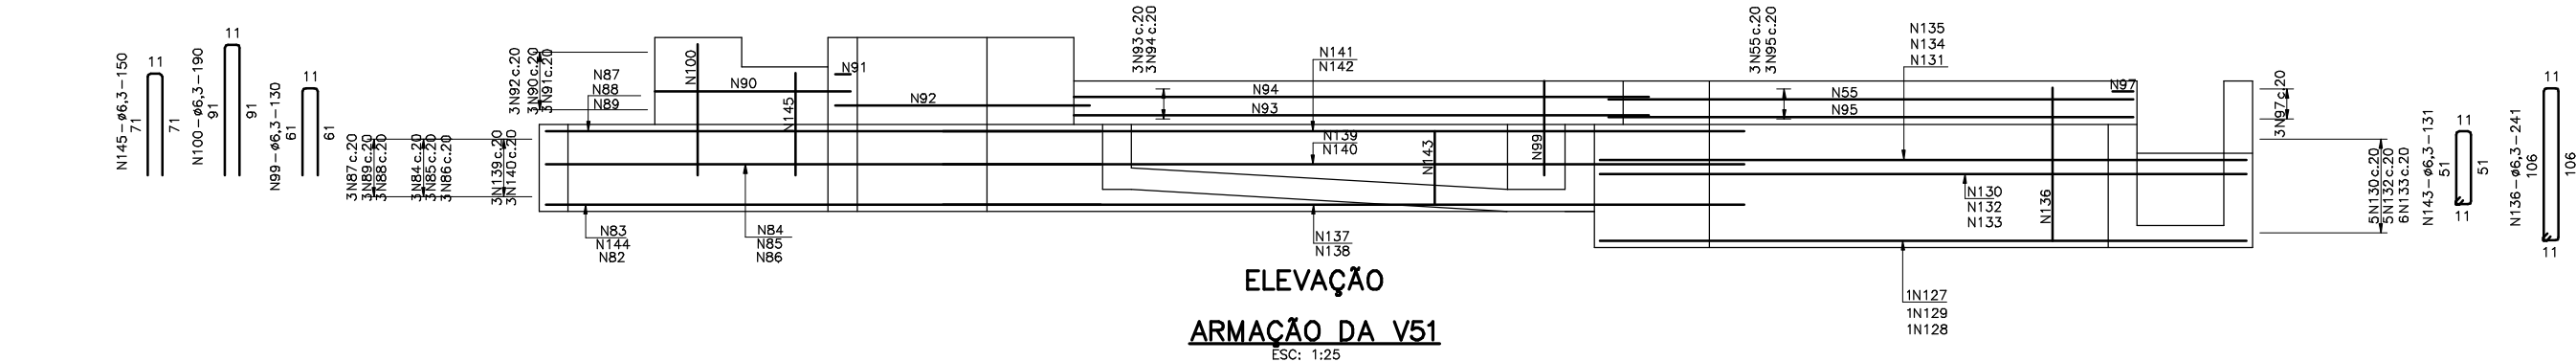 N145-ø6,3-150
11
71
71
N100-ø6,3-190
11
91
91
N99-ø6,3-130
11
61
61
3N87c.20
3N89c.20
3N88c.20
3N84c.20
3N85c.20
3N86c.20
3N139c.20
3N140c.20
3N92c.20
3N90c.20
3N91c.20
N87
N88
N89
N100
N90
N145
N91
N92
N83
N144
N82
N84
N85
N86
3N93c.20
3N94c.20
N94
N93
N141
N142
N139
N140
N143
N99
N137
N138
3N55c.20
3N95c.20
N55
N95
N135
N134
N131
N97
3N97c.20
N130
N132
N133
N136
1N127
1N129
1N128
5N130c.20
5N132c.20
6N133c.20
N143-ø6,3-131
11
51
51
11
N136-ø6,3-241
11
106
106
11
ELEVAÇÃO
ARMAÇÃO DA V51
ESC: 1:25